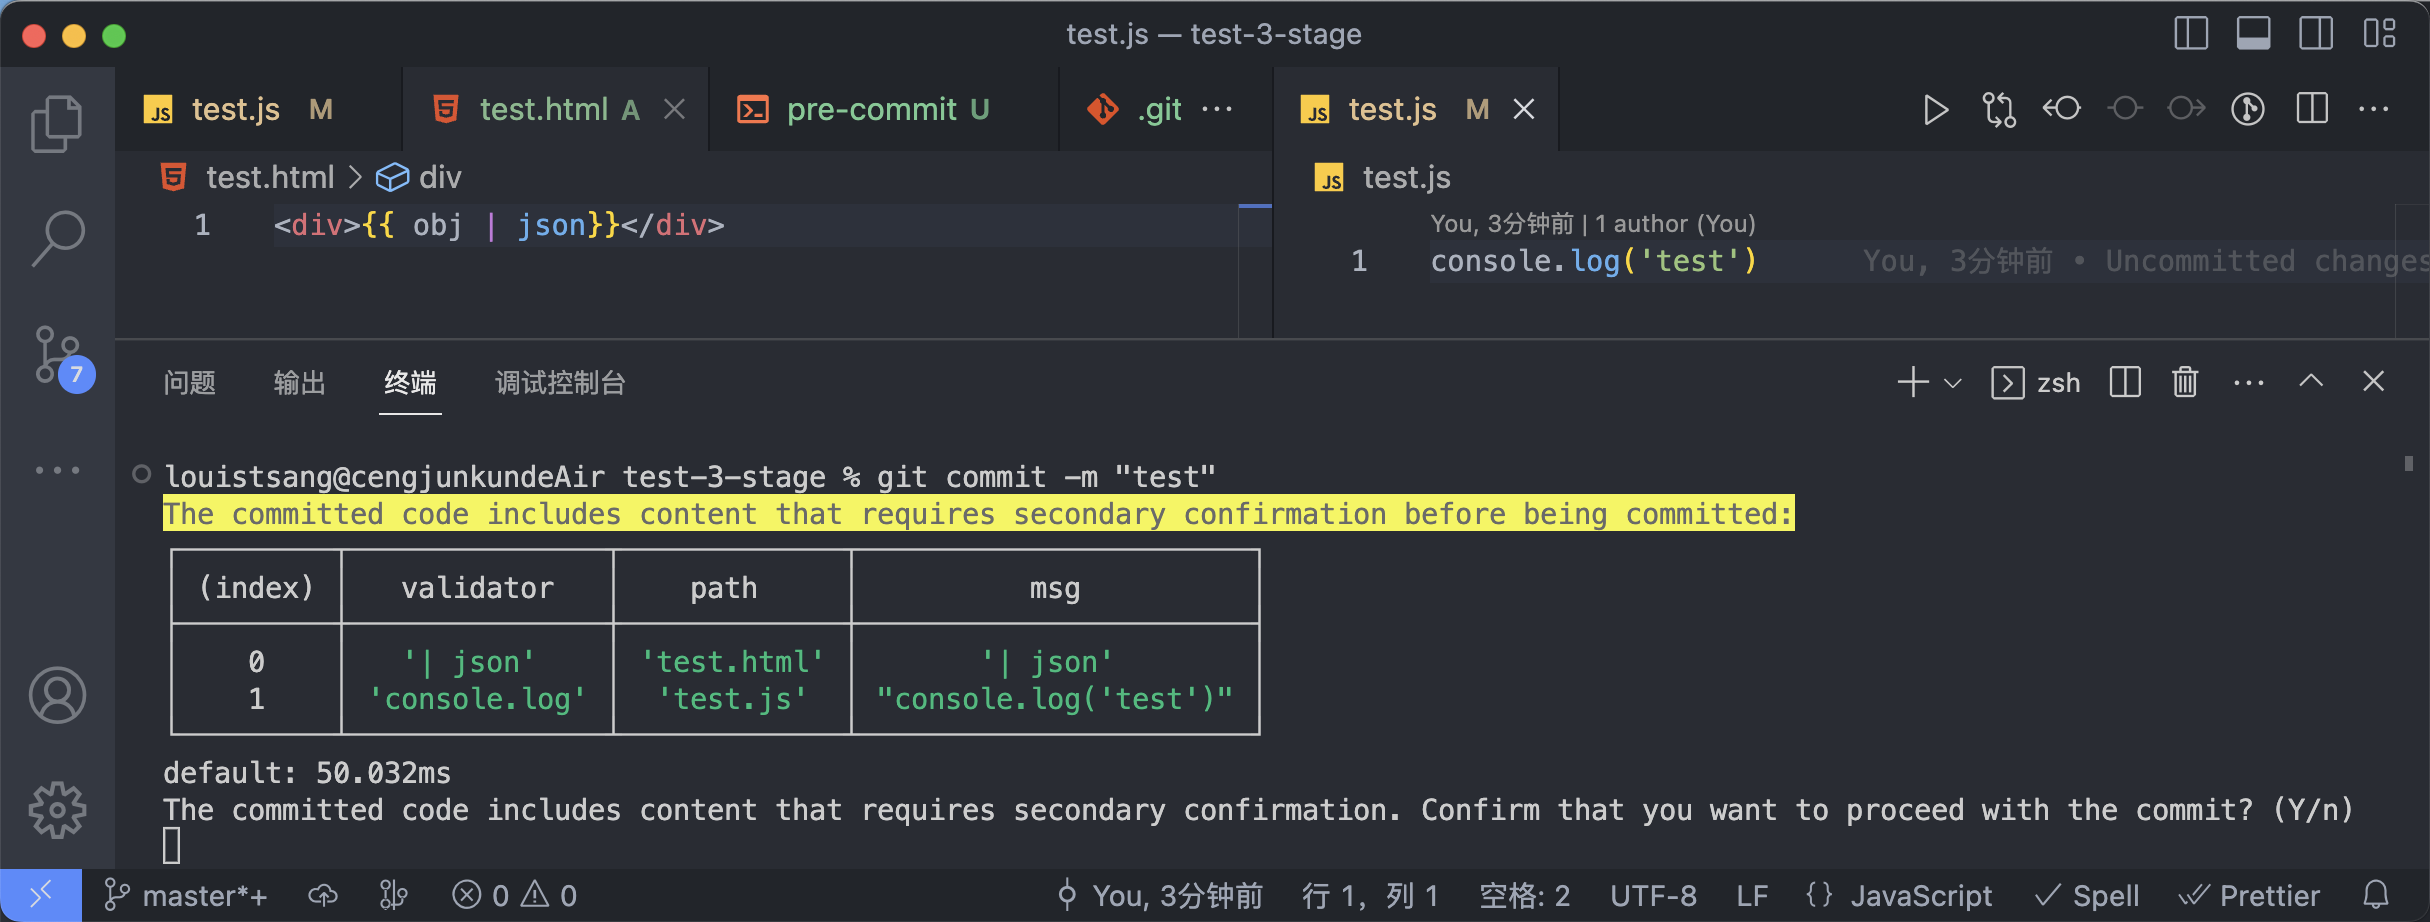 test.js — test-3-stage
test.js M
test.html A
pre-commit U
.git ...
test.js M
test.html > div
1 <div>{{ obj | json}}</div>
test.js
You, 3分钟前 | 1 author (You)
1 console.log('test') You, 3分钟前 • Uncommitted changes
7
问题 输出 终端 调试控制台
zsh
louistsang@cengjunkundeAir test-3-stage % git commit -m "test"
The committed code includes content that requires secondary confirmation before being committed:
(index) validator path msg
0 '| json' 'test.html' '| json'
1 'console.log' 'test.js' "console.log('test')"
default: 50.032ms
The committed code includes content that requires secondary confirmation. Confirm that you want to proceed with the commit? (Y/n)
master*+ 0 0 You, 3分钟前 行 1，列 1 空格: 2 UTF-8 LF {} JavaScript Spell Prettier